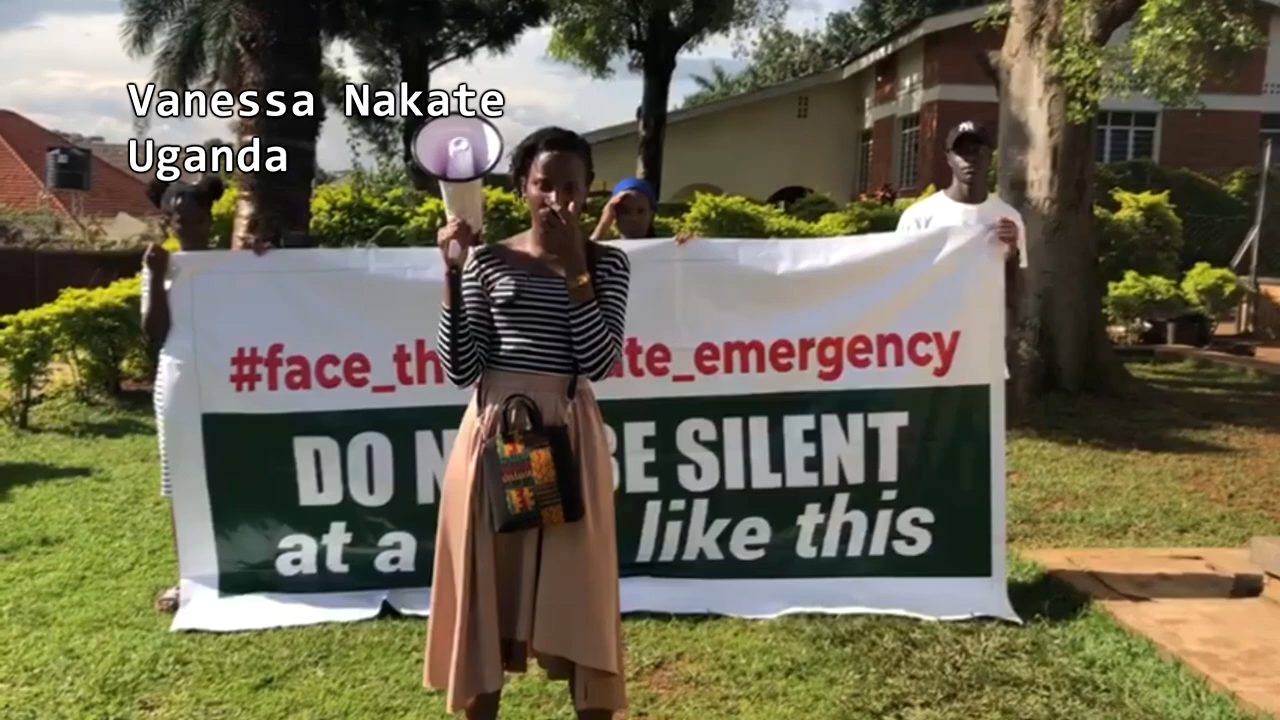 Vanessa Nakate
Uganda
#face_th ate_emergency
DO N BE SILENT
at a like this